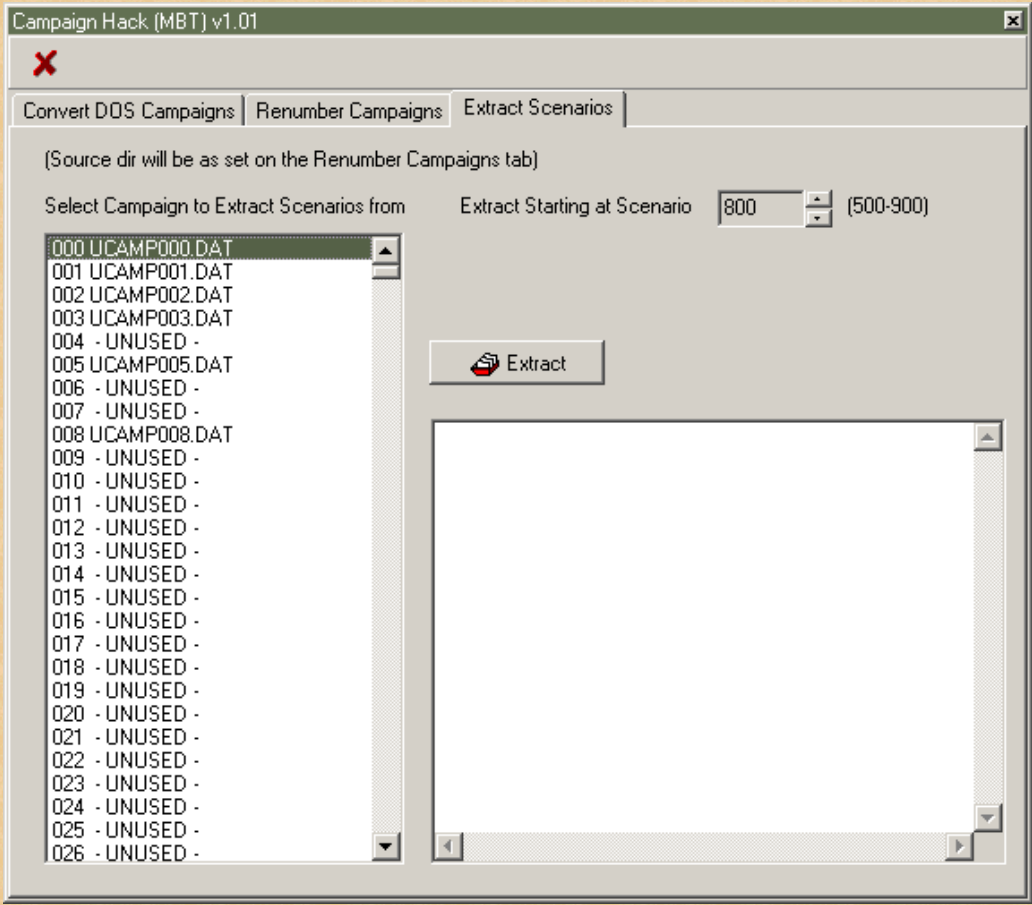 Campaign Hack (MBT) v1.01
Convert DOS Campaigns
Renumber Campaigns
Extract Scenarios
(Source dir will be as set on the Renumber Campaigns tab)
Select Campaign to Extract Scenarios from
Extract Starting at Scenario
800
(500-900)
000 UCAMP000.DAT
001 UCAMP001.DAT
002 UCAMP002.DAT
003 UCAMP003.DAT
004 - UNUSED -
005 UCAMP005.DAT
006 - UNUSED -
007 - UNUSED -
008 UCAMP008.DAT
009 - UNUSED -
010 - UNUSED -
011 - UNUSED -
012 - UNUSED -
013 - UNUSED -
014 - UNUSED -
015 - UNUSED -
016 - UNUSED -
017 - UNUSED -
018 - UNUSED -
019 - UNUSED -
020 - UNUSED -
021 - UNUSED -
022 - UNUSED -
023 - UNUSED -
024 - UNUSED -
025 - UNUSED -
026 - UNUSED -
Extract